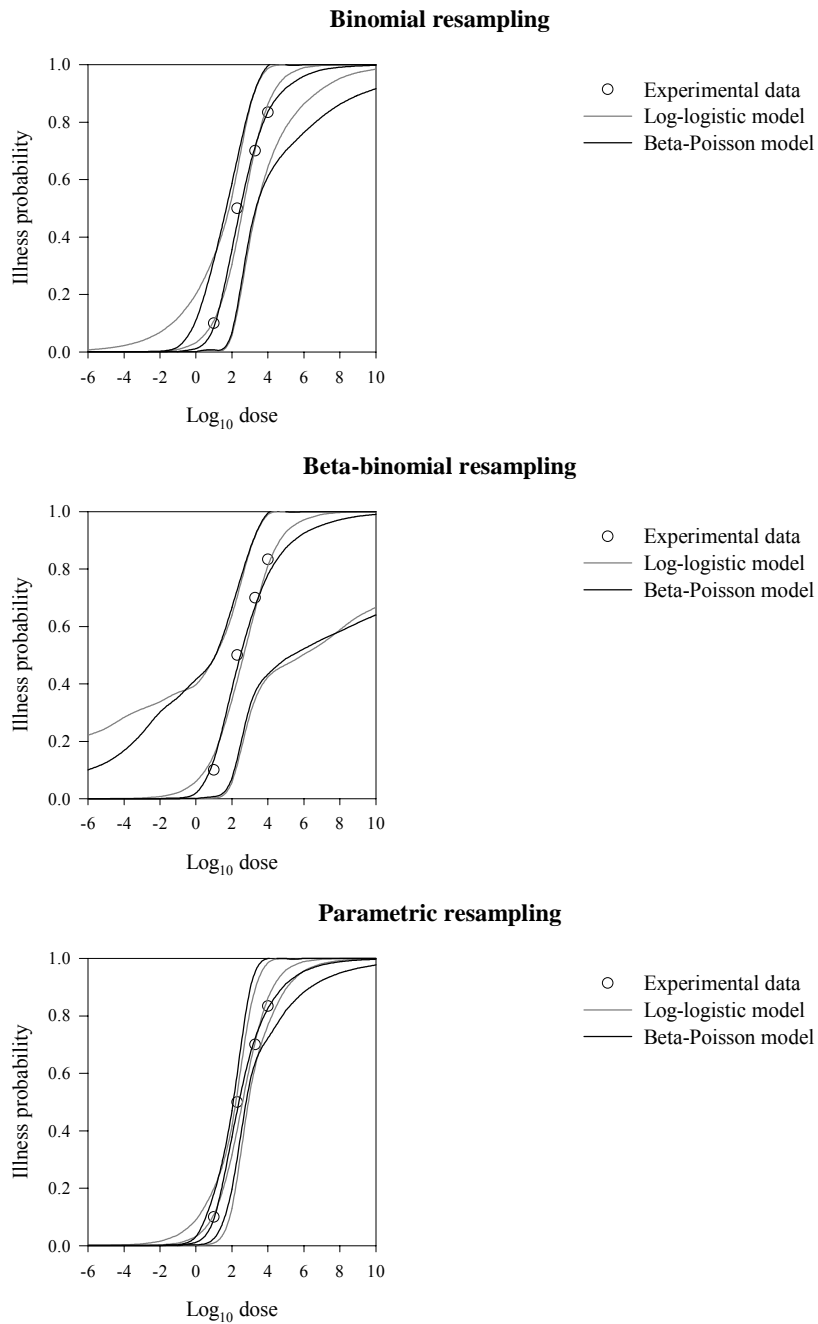 Binomial resampling
1.0
0.8
0.6
0.4
0.2
0.0
Illness probability
-6 -4 -2 0 2 4 6 8 10
Log10 dose
Experimental data
Log-logistic model
Beta-Poisson model
Beta-binomial resampling
1.0
0.8
0.6
0.4
0.2
0.0
Illness probability
-6 -4 -2 0 2 4 6 8 10
Log10 dose
Experimental data
Log-logistic model
Beta-Poisson model
Parametric resampling
1.0
0.8
0.6
0.4
0.2
0.0
Illness probability
-6 -4 -2 0 2 4 6 8 10
Log10 dose
Experimental data
Log-logistic model
Beta-Poisson model